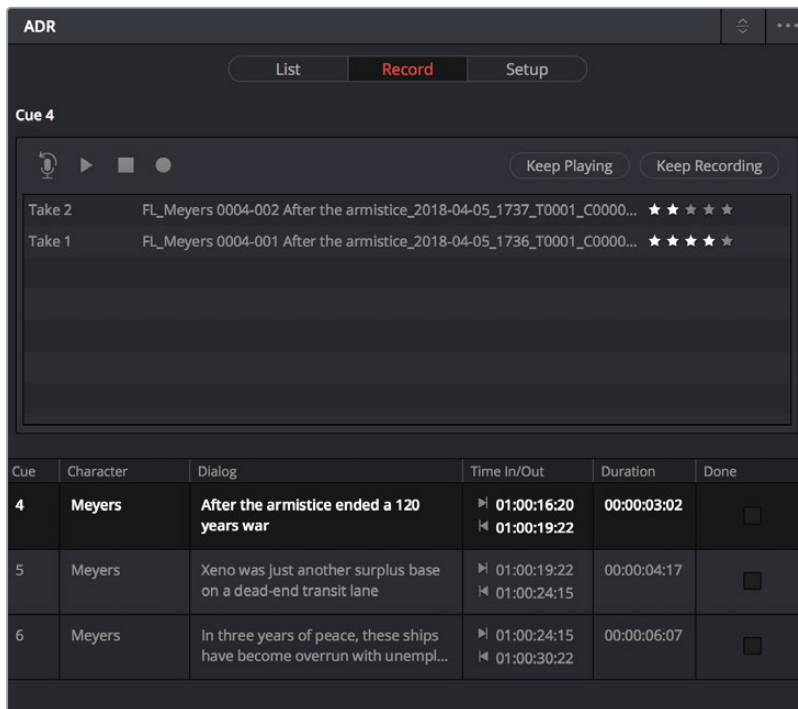 ADR
List Record Setup
Cue 4
Keep Playing Keep Recording
Take 2 FL_Meyers 0004-002 After the armistice_2018-04-05_1737_T0001_C0000...
Take 1 FL_Meyers 0004-001 After the armistice_2018-04-05_1736_T0001_C0000...
Cue Character Dialog Time In/Out Duration Done
4 Meyers After the armistice ended a 120 01:00:16:20 00:00:03:02
years war 01:00:19:22
5 Meyers Xeno was just another surplus base 01:00:19:22 00:00:04:17
on a dead-end transit lane 01:00:24:15
6 Meyers In three years of peace, these ships 01:00:24:15 00:00:06:07
have become overrun with unempl... 01:00:30:22